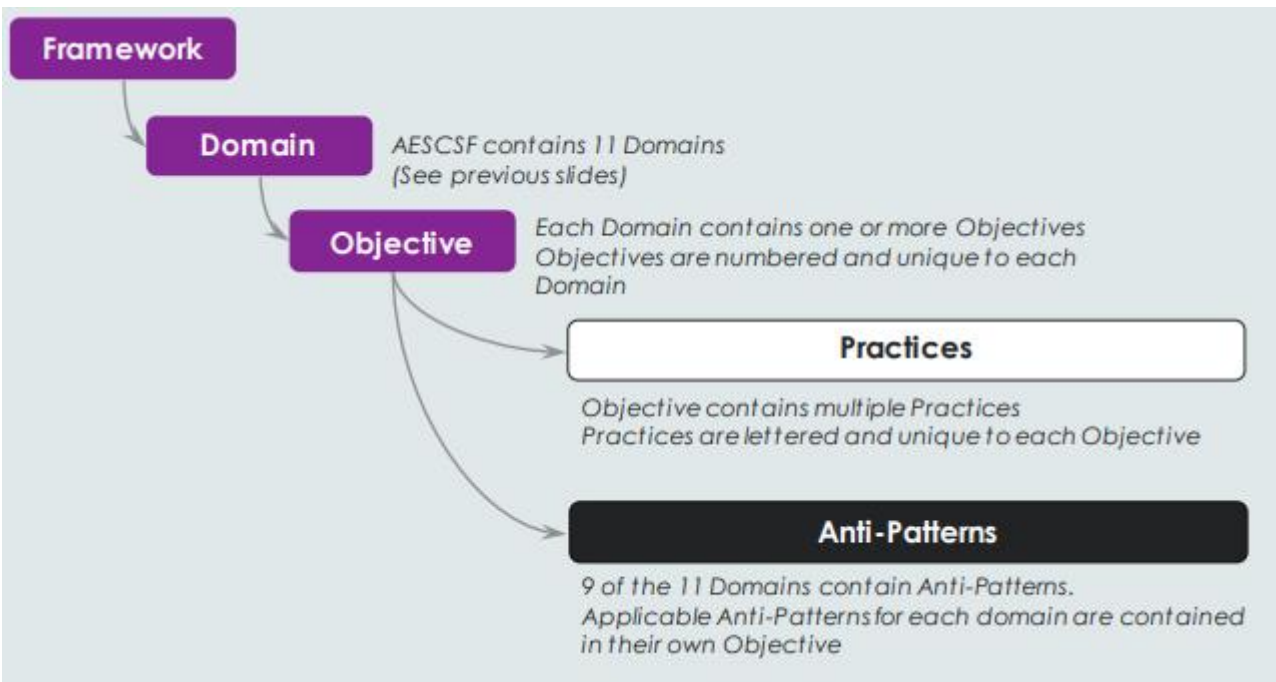 Framework
Domain
AESCSF contains 11 Domains
(See previous slides)
Objective
Each Domain contains one or more Objectives
Objectives are numbered and unique to each
Domain
Practices
Objective contains multiple Practices
Practices are lettered and unique to each Objective
Anti-Patterns
9 of the 11 Domains contain Anti-Patterns.
Applicable Anti-Patterns for each domain are contained
in their own Objective